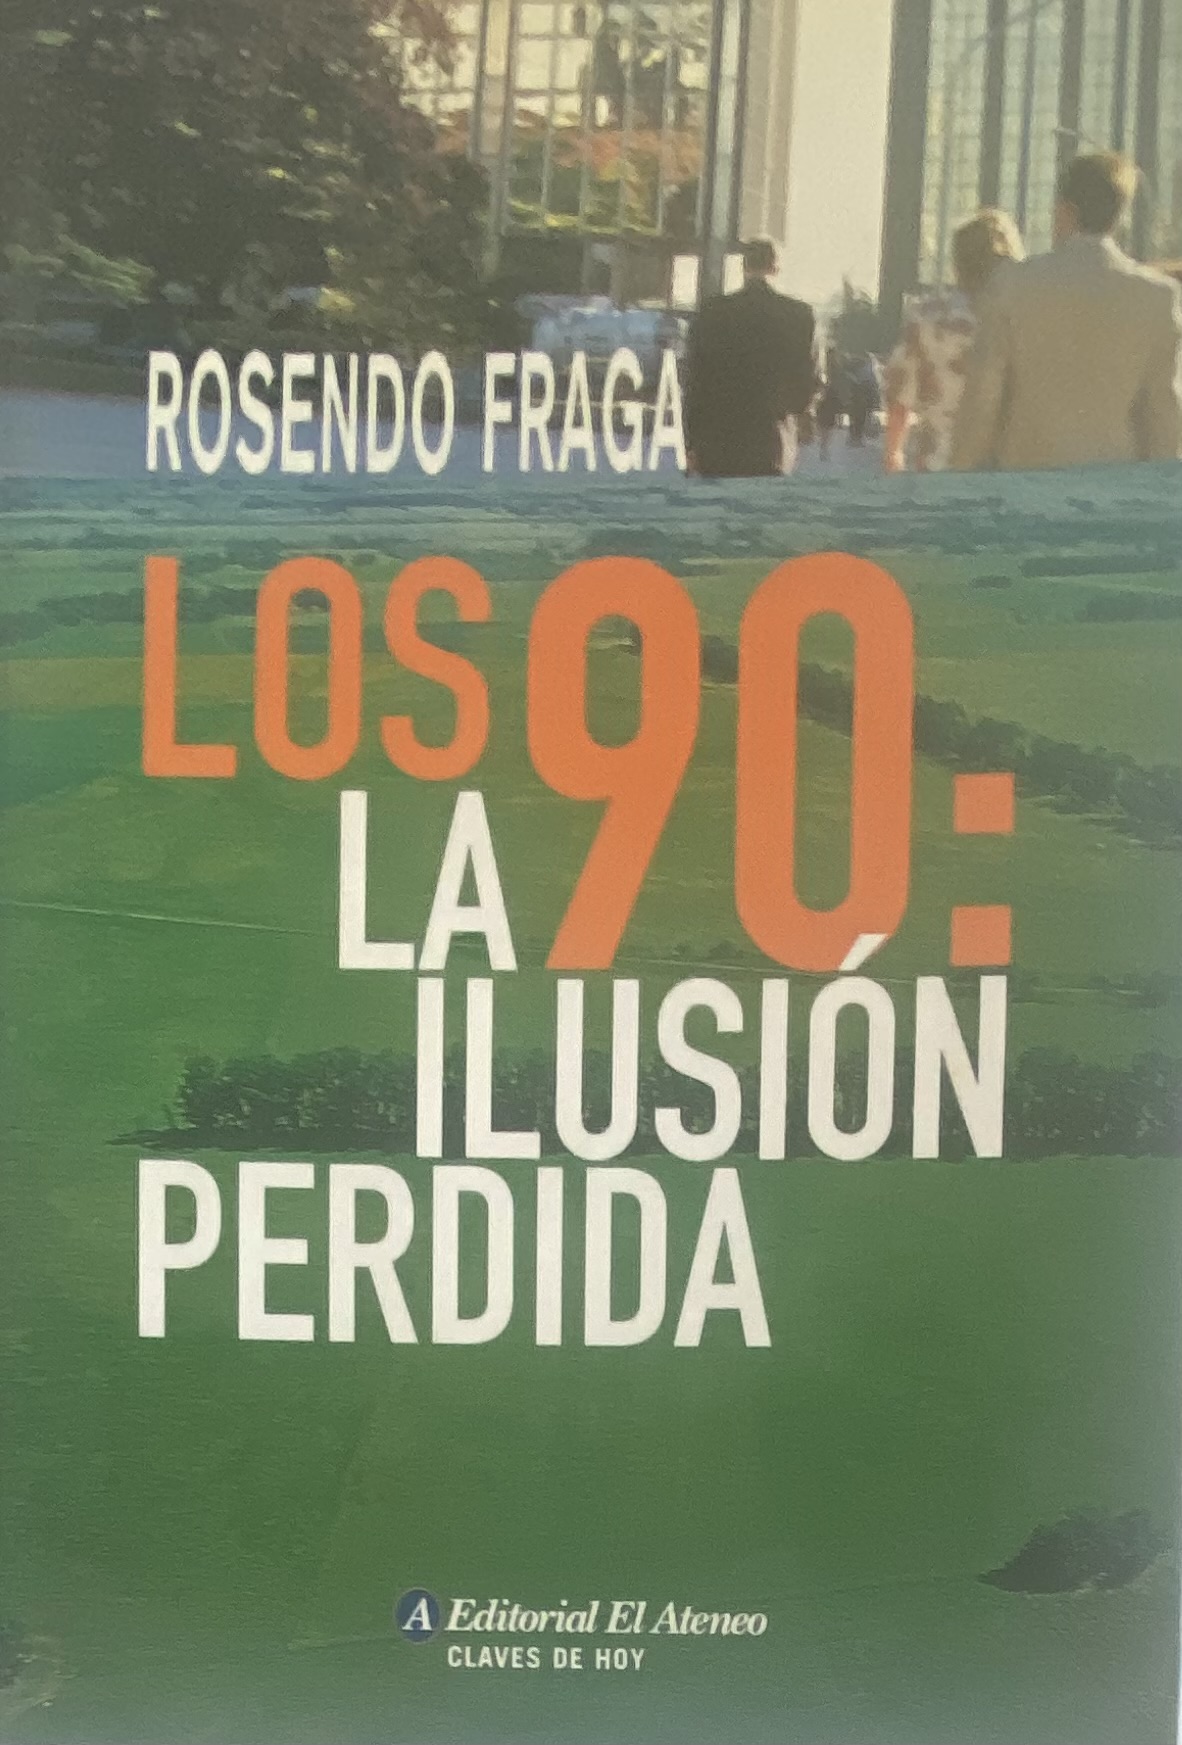 ROSENDO FRAGA
LOS 90:
LA
ILUSIÓN
PERDIDA
A Editorial El Ateneo
CLAVES DE HOY